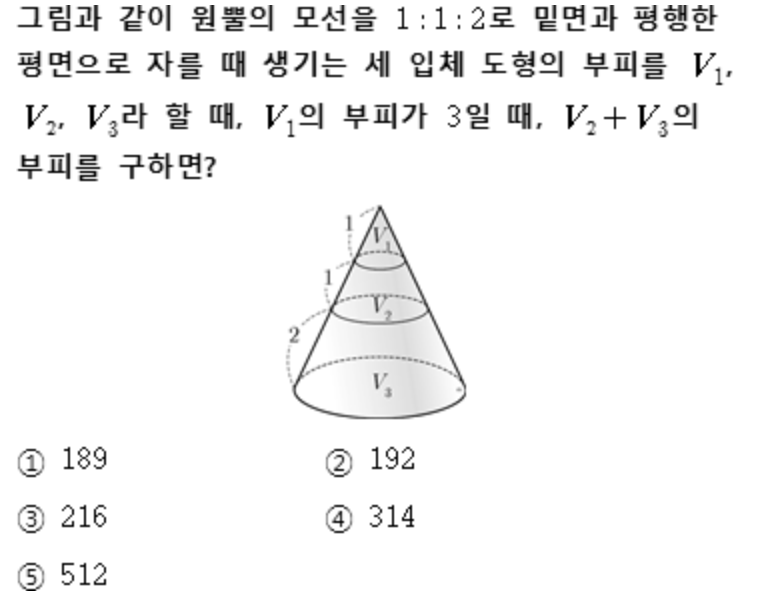 그림과 같이 원뿔의 모선을 1:1:2로 밑면과 평행한
평면으로 자를 때 생기는 세 입체 도형의 부피를 V₁,
V₂, V₃라 할 때, V₁의 부피가 3일 때, V₂+V₃의
부피를 구하면?
1
V₁
1
V₂
2
V₃
① 189 ② 192
③ 216 ④ 314
⑤ 512